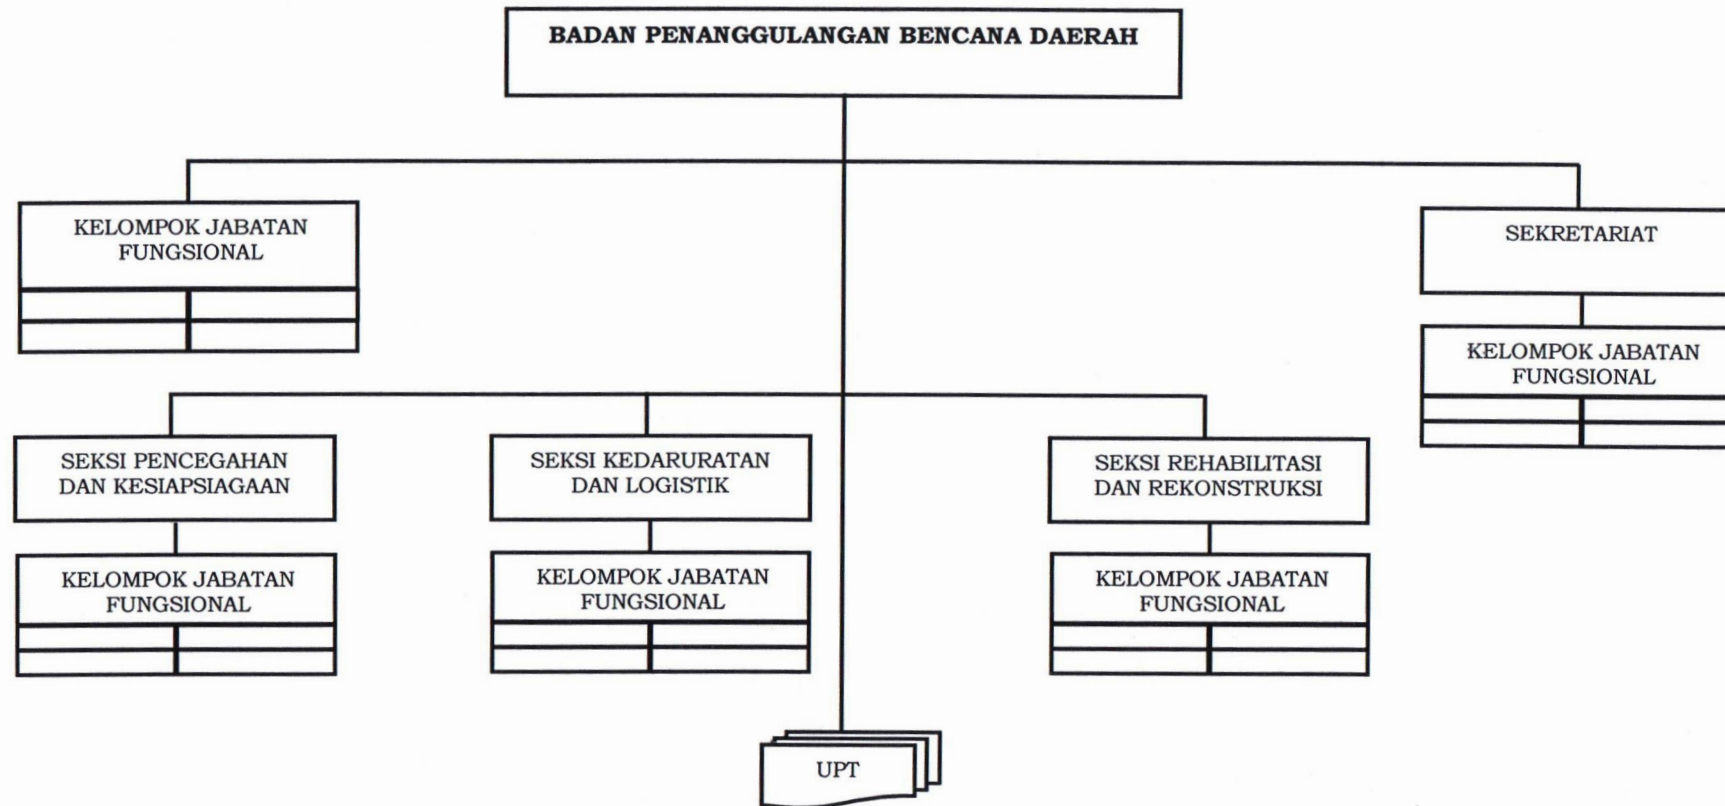 BADAN PENANGGULANGAN BENCANA DAERAH
KELOMPOK JABATAN
FUNGSIONAL
SEKRETARIAT
KELOMPOK JABATAN
FUNGSIONAL
SEKSI PENCEGAHAN
DAN KESIAPSIAGAAN
SEKSI KEDARURATAN
DAN LOGISTIK
SEKSI REHABILITASI
DAN REKONSTRUKSI
KELOMPOK JABATAN
FUNGSIONAL
KELOMPOK JABATAN
FUNGSIONAL
KELOMPOK JABATAN
FUNGSIONAL
UPT